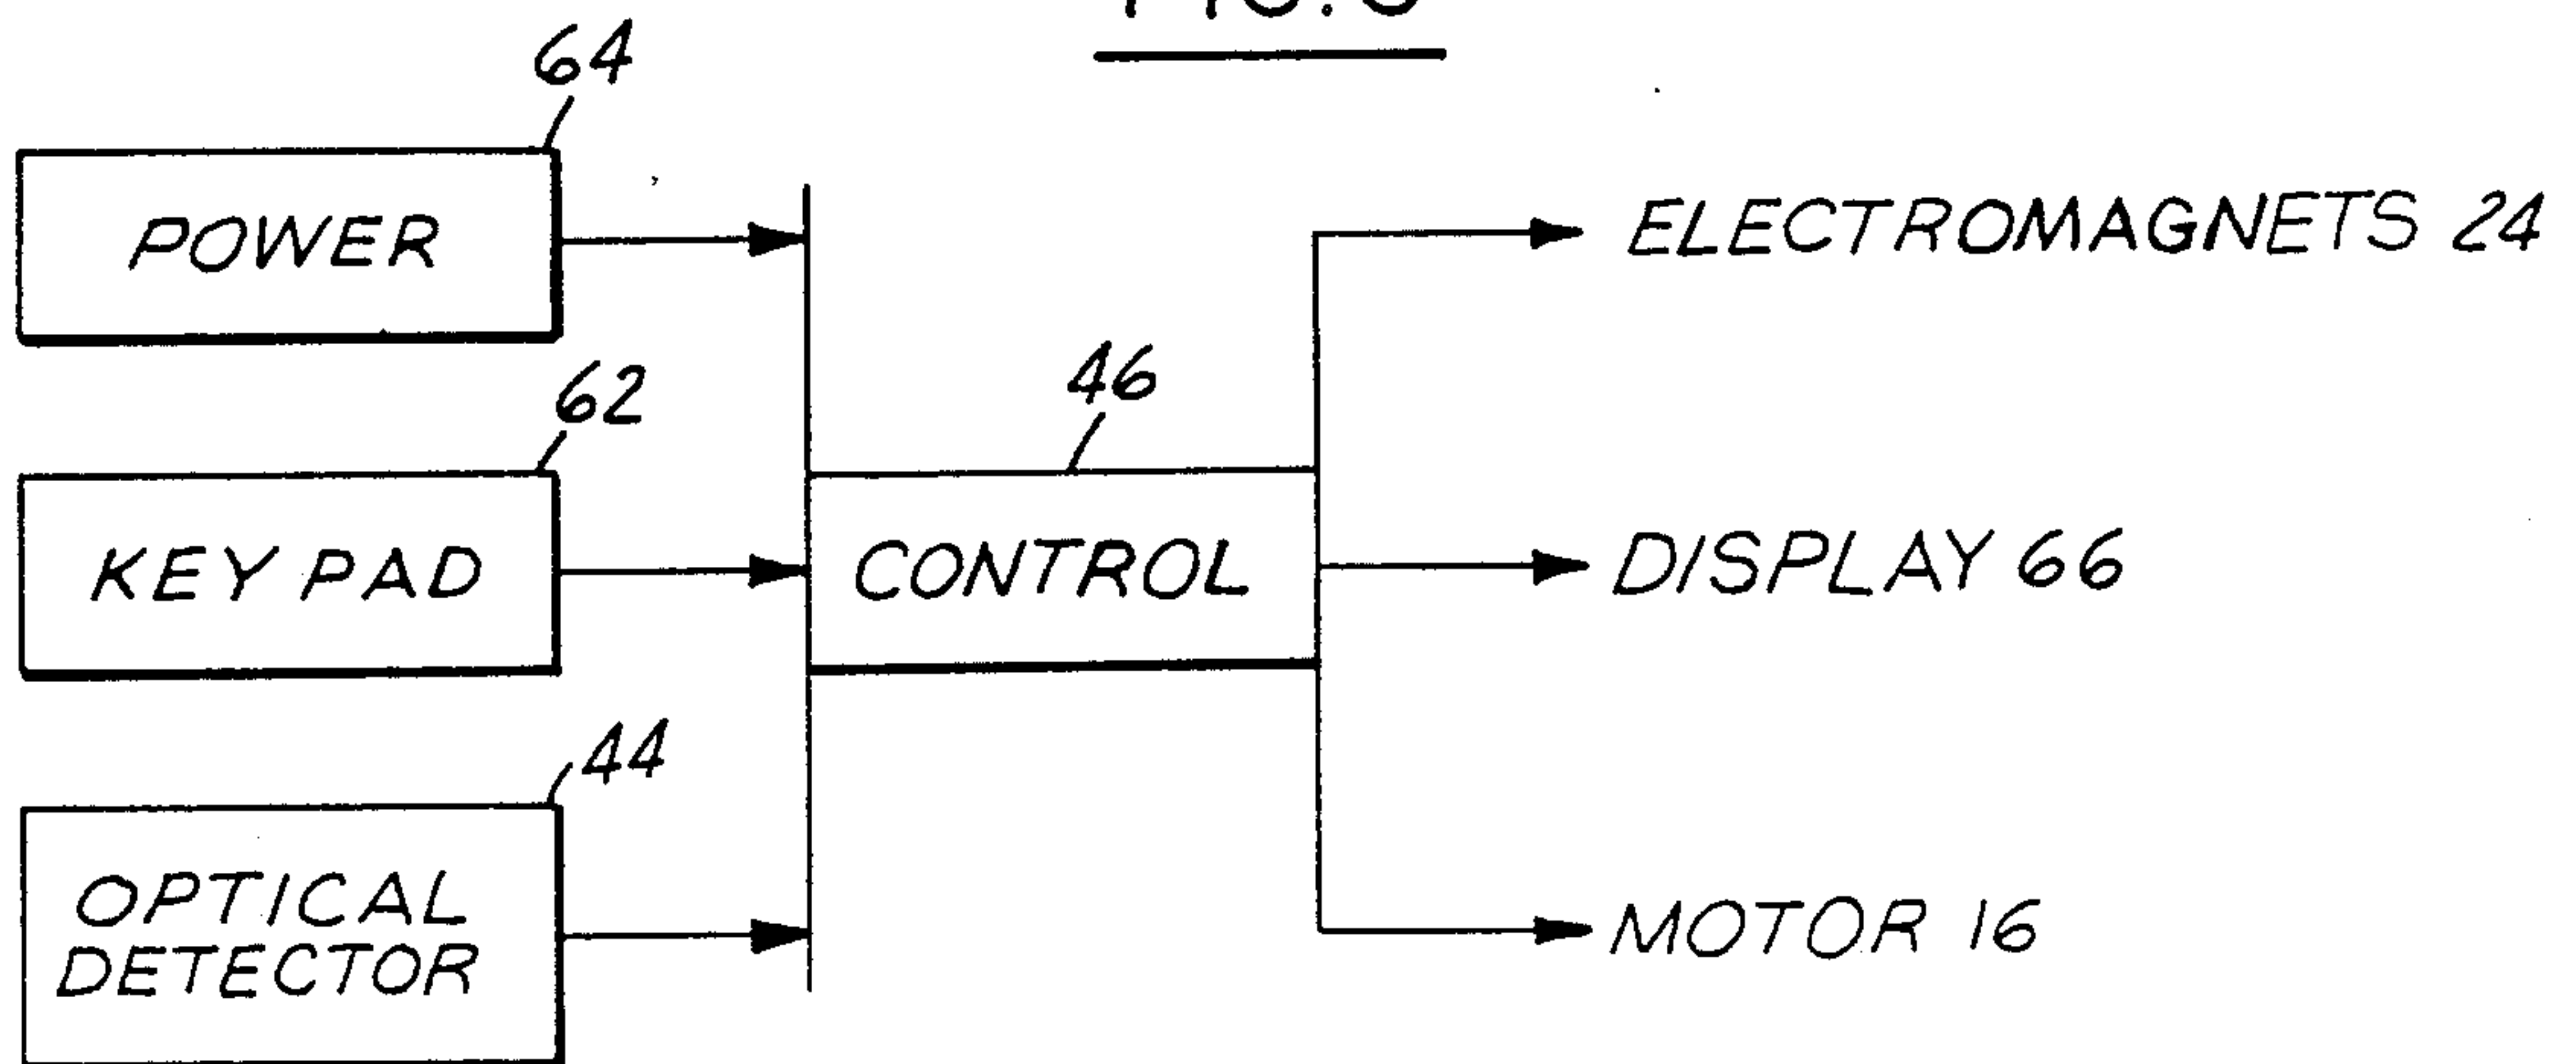 64
POWER
ELECTROMAGNETS 24
62
46
KEY PAD
CONTROL
DISPLAY 66
44
OPTICAL
DETECTOR
MOTOR 16